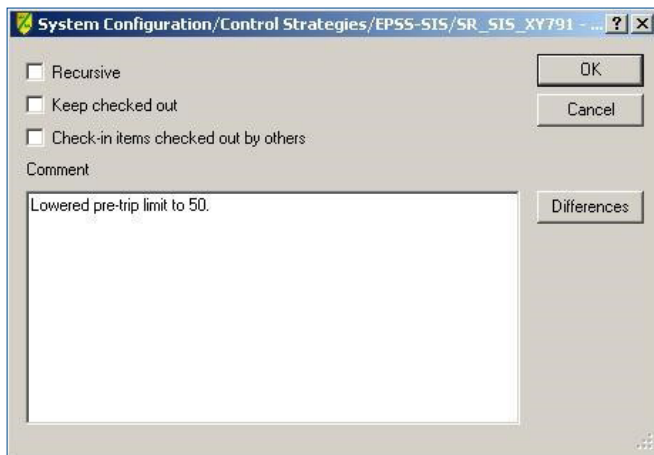 System Configuration/Control Strategies/EPSS-SIS/SR_SIS_XY791 - ...
Recursive
OK
Keep checked out
Cancel
Check-in items checked out by others
Comment
Lowered pre-trip limit to 50.
Differences